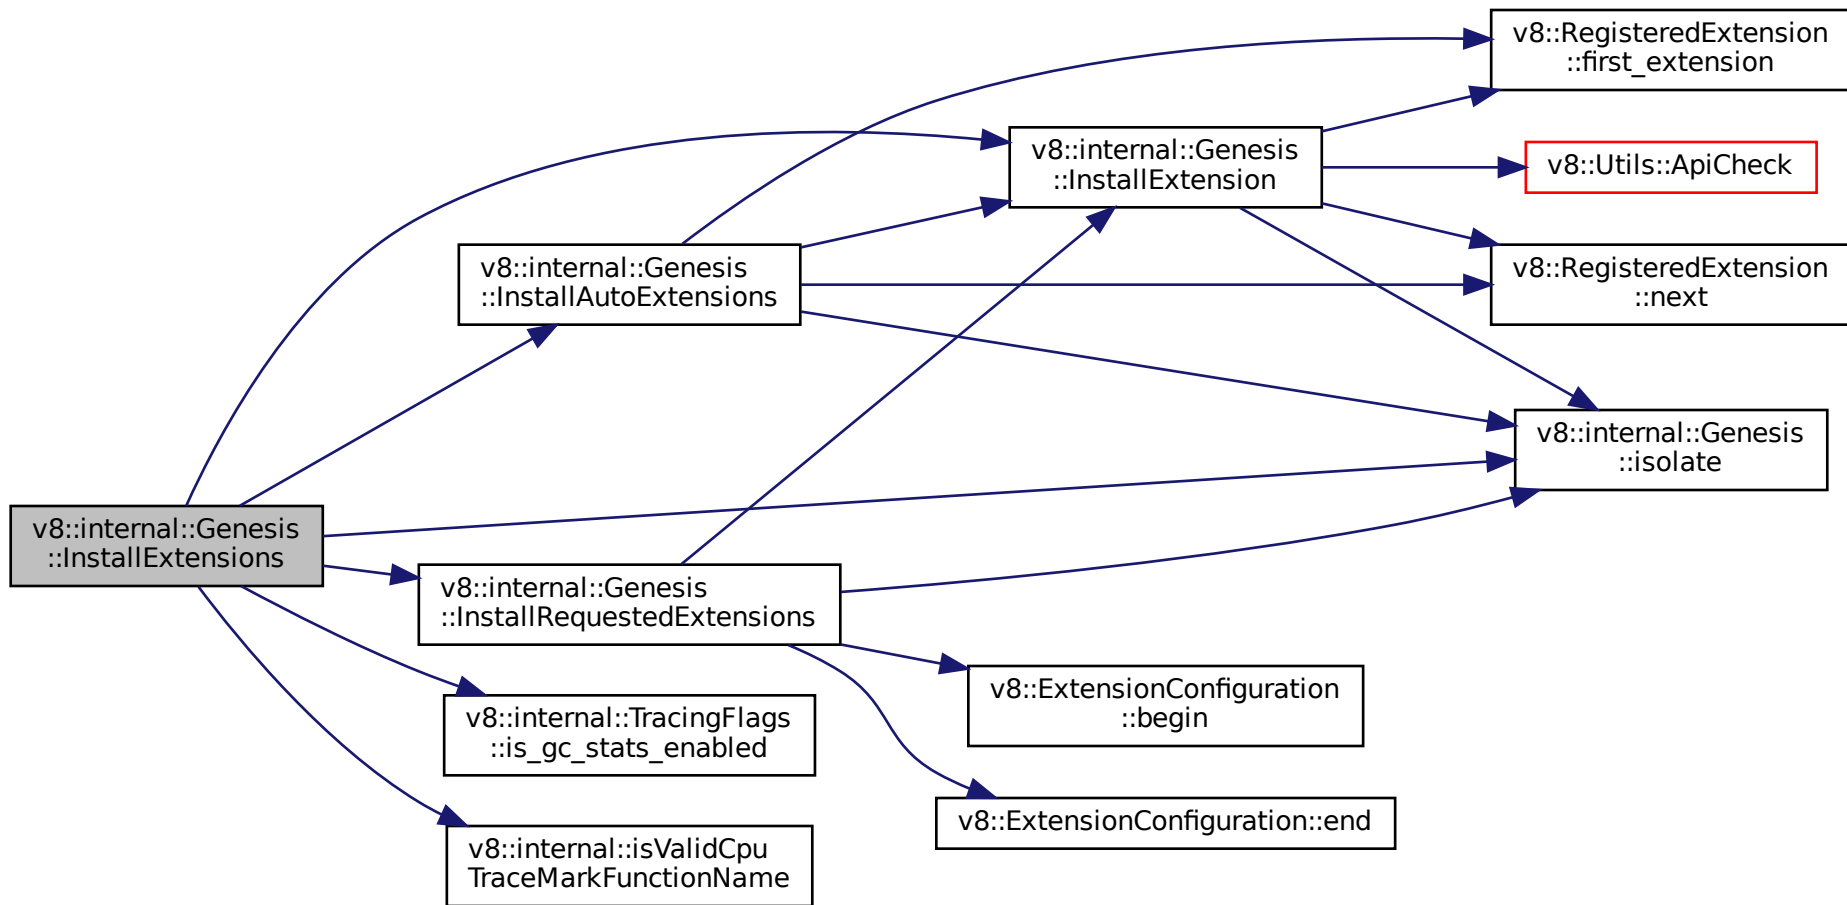 v8::RegisteredExtension
::first_extension
v8::internal::Genesis
::InstallExtension
v8::Utils::ApiCheck
v8::internal::Genesis
::InstallAutoExtensions
v8::RegisteredExtension
::next
v8::internal::Genesis
::isolate
v8::internal::Genesis
::InstallExtensions
v8::internal::Genesis
::InstallRequestedExtensions
v8::ExtensionConfiguration
::begin
v8::internal::TracingFlags
::is_gc_stats_enabled
v8::ExtensionConfiguration::end
v8::internal::isValidCpu
TraceMarkFunctionName